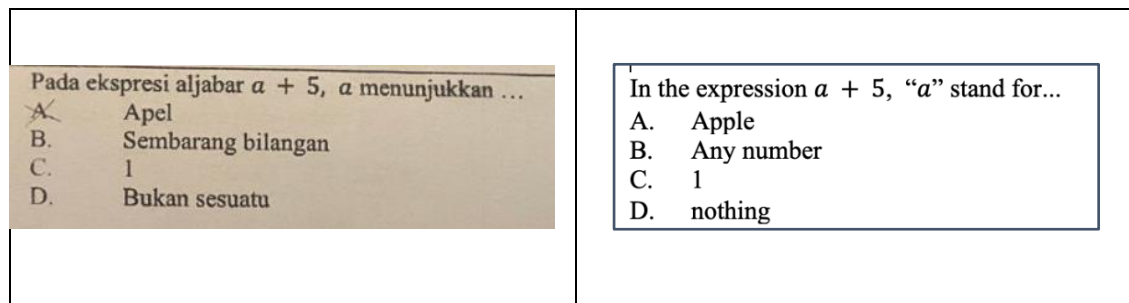 Pada ekspresi aljabar a + 5, a menunjukkan ...
A. Apel
B. Sembarang bilangan
C. 1
D. Bukan sesuatu
In the expression a + 5, “a” stand for...
A. Apple
B. Any number
C. 1
D. nothing